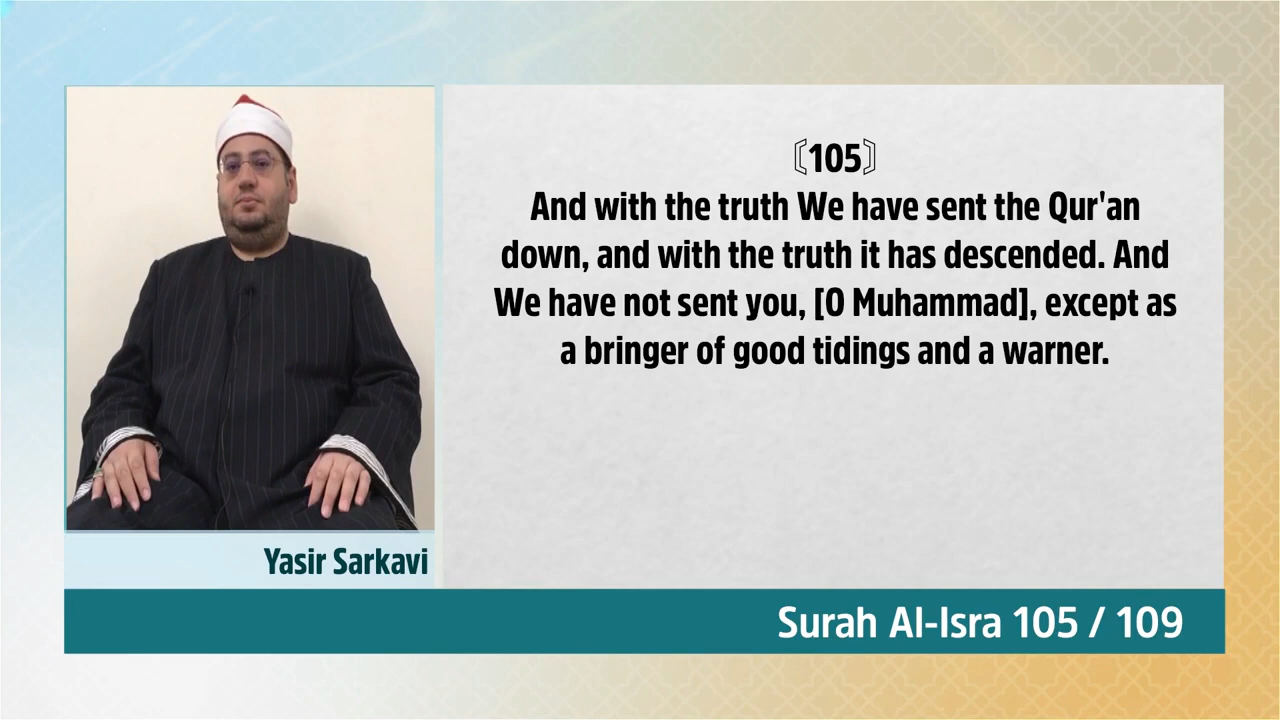 〔105〕
And with the truth We have sent the Qur'an
down, and with the truth it has descended. And
We have not sent you, [O Muhammad], except as
a bringer of good tidings and a warner.
Yasir Sarkavi
Surah Al-Isra 105 / 109